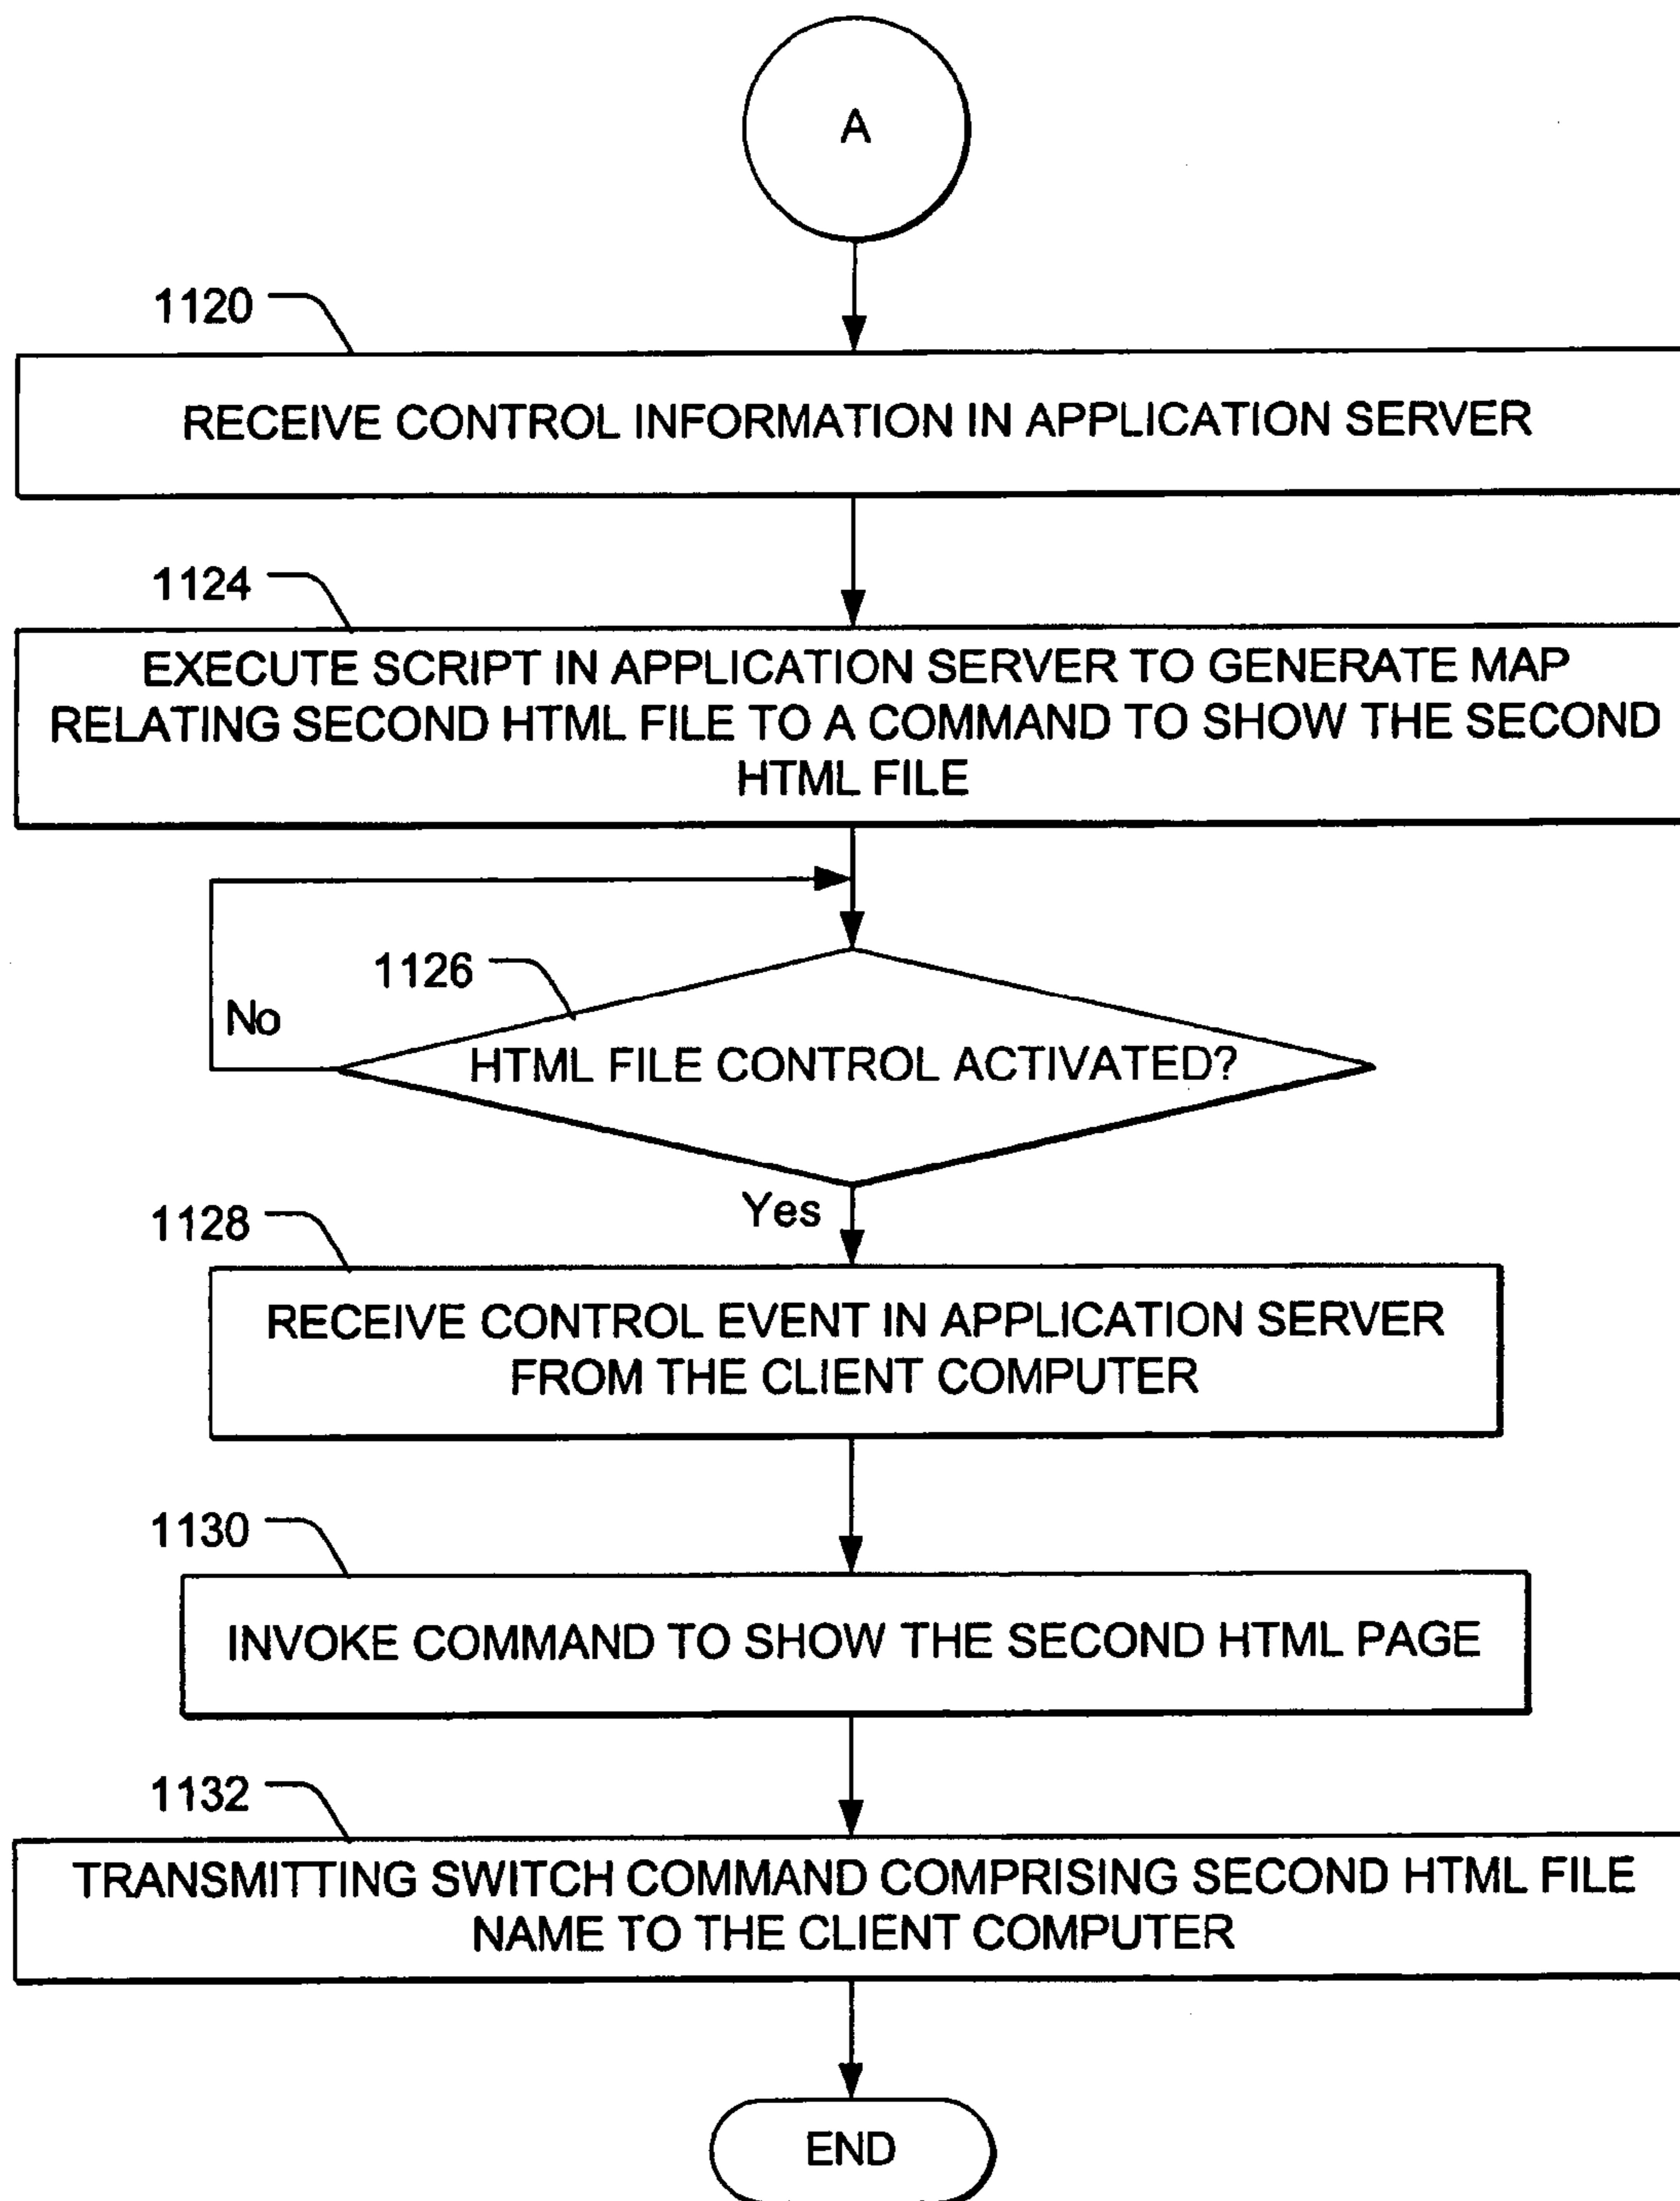 A
1120
RECEIVE CONTROL INFORMATION IN APPLICATION SERVER
1124
EXECUTE SCRIPT IN APPLICATION SERVER TO GENERATE MAP
RELATING SECOND HTML FILE TO A COMMAND TO SHOW THE SECOND
HTML FILE
1126
No
HTML FILE CONTROL ACTIVATED?
Yes
1128
RECEIVE CONTROL EVENT IN APPLICATION SERVER
FROM THE CLIENT COMPUTER
1130
INVOKE COMMAND TO SHOW THE SECOND HTML PAGE
1132
TRANSMITTING SWITCH COMMAND COMPRISING SECOND HTML FILE
NAME TO THE CLIENT COMPUTER
END